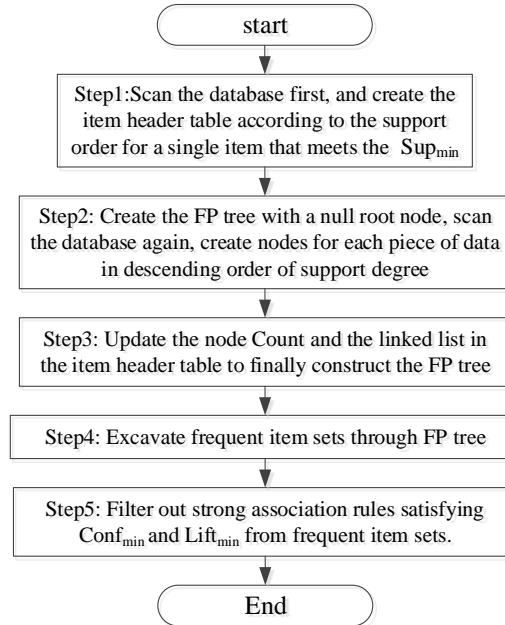 start
Step1:Scan the database first, and create the
item header table according to the support
order for a single item that meets the Supmin
Step2: Create the FP tree with a null root node, scan
the database again, create nodes for each piece of data
in descending order of support degree
Step3: Update the node Count and the linked list in
the item header table to finally construct the FP tree
Step4: Excavate frequent item sets through FP tree
Step5: Filter out strong association rules satisfying
Confmin and Liftmin from frequent item sets.
End